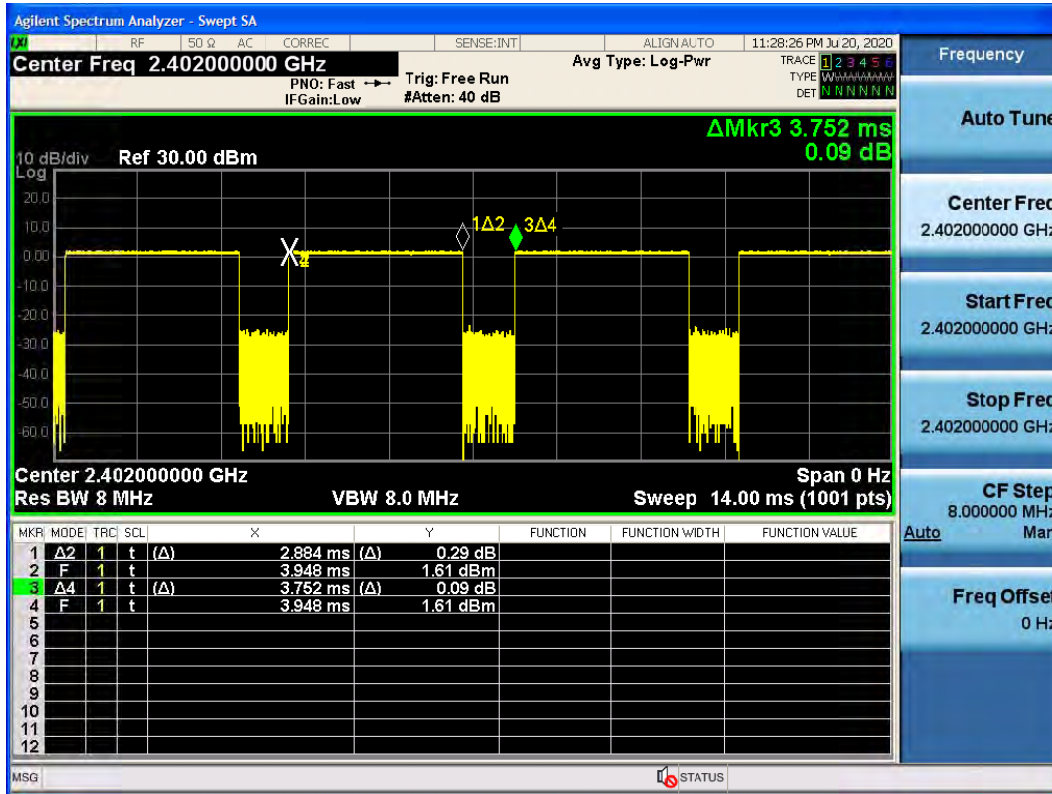 Agilent Spectrum Analyzer - Swept SA
LXI RF 50 Ω AC CORREC SENSE:INT ALIGN AUTO 11:28:26 PM Jul 20, 2020
Center Freq 2.402000000 GHz
PNO: Fast
IFGain:Low
Trig: Free Run
#Atten: 40 dB
Avg Type: Log-Pwr
TRACE 1 2 3 4 5 6
TYPE WWWWWWW
DET N N N N N N
ΔMkr3 3.752 ms
0.09 dB
10 dB/div Ref 30.00 dBm
Log
20.0
10.0
0.00
-10.0
-20.0
-30.0
-40.0
-50.0
-60.0
1Δ2
3Δ4
Center 2.402000000 GHz Span 0 Hz
Res BW 8 MHz VBW 8.0 MHz Sweep 14.00 ms (1001 pts)
MKR MODE TRC SCL X Y FUNCTION FUNCTION WIDTH FUNCTION VALUE
1 Δ2 1 t (Δ) 2.884 ms (Δ) 0.29 dB
2 F 1 t 3.948 ms 1.61 dBm
3 Δ4 1 t (Δ) 3.752 ms (Δ) 0.09 dB
4 F 1 t 3.948 ms 1.61 dBm
5
6
7
8
9
10
11
12
MSG STATUS
Frequency
Auto Tune
Center Freq
2.402000000 GHz
Start Freq
2.402000000 GHz
Stop Freq
2.402000000 GHz
CF Step
8.000000 MHz
Auto Man
Freq Offset
0 Hz